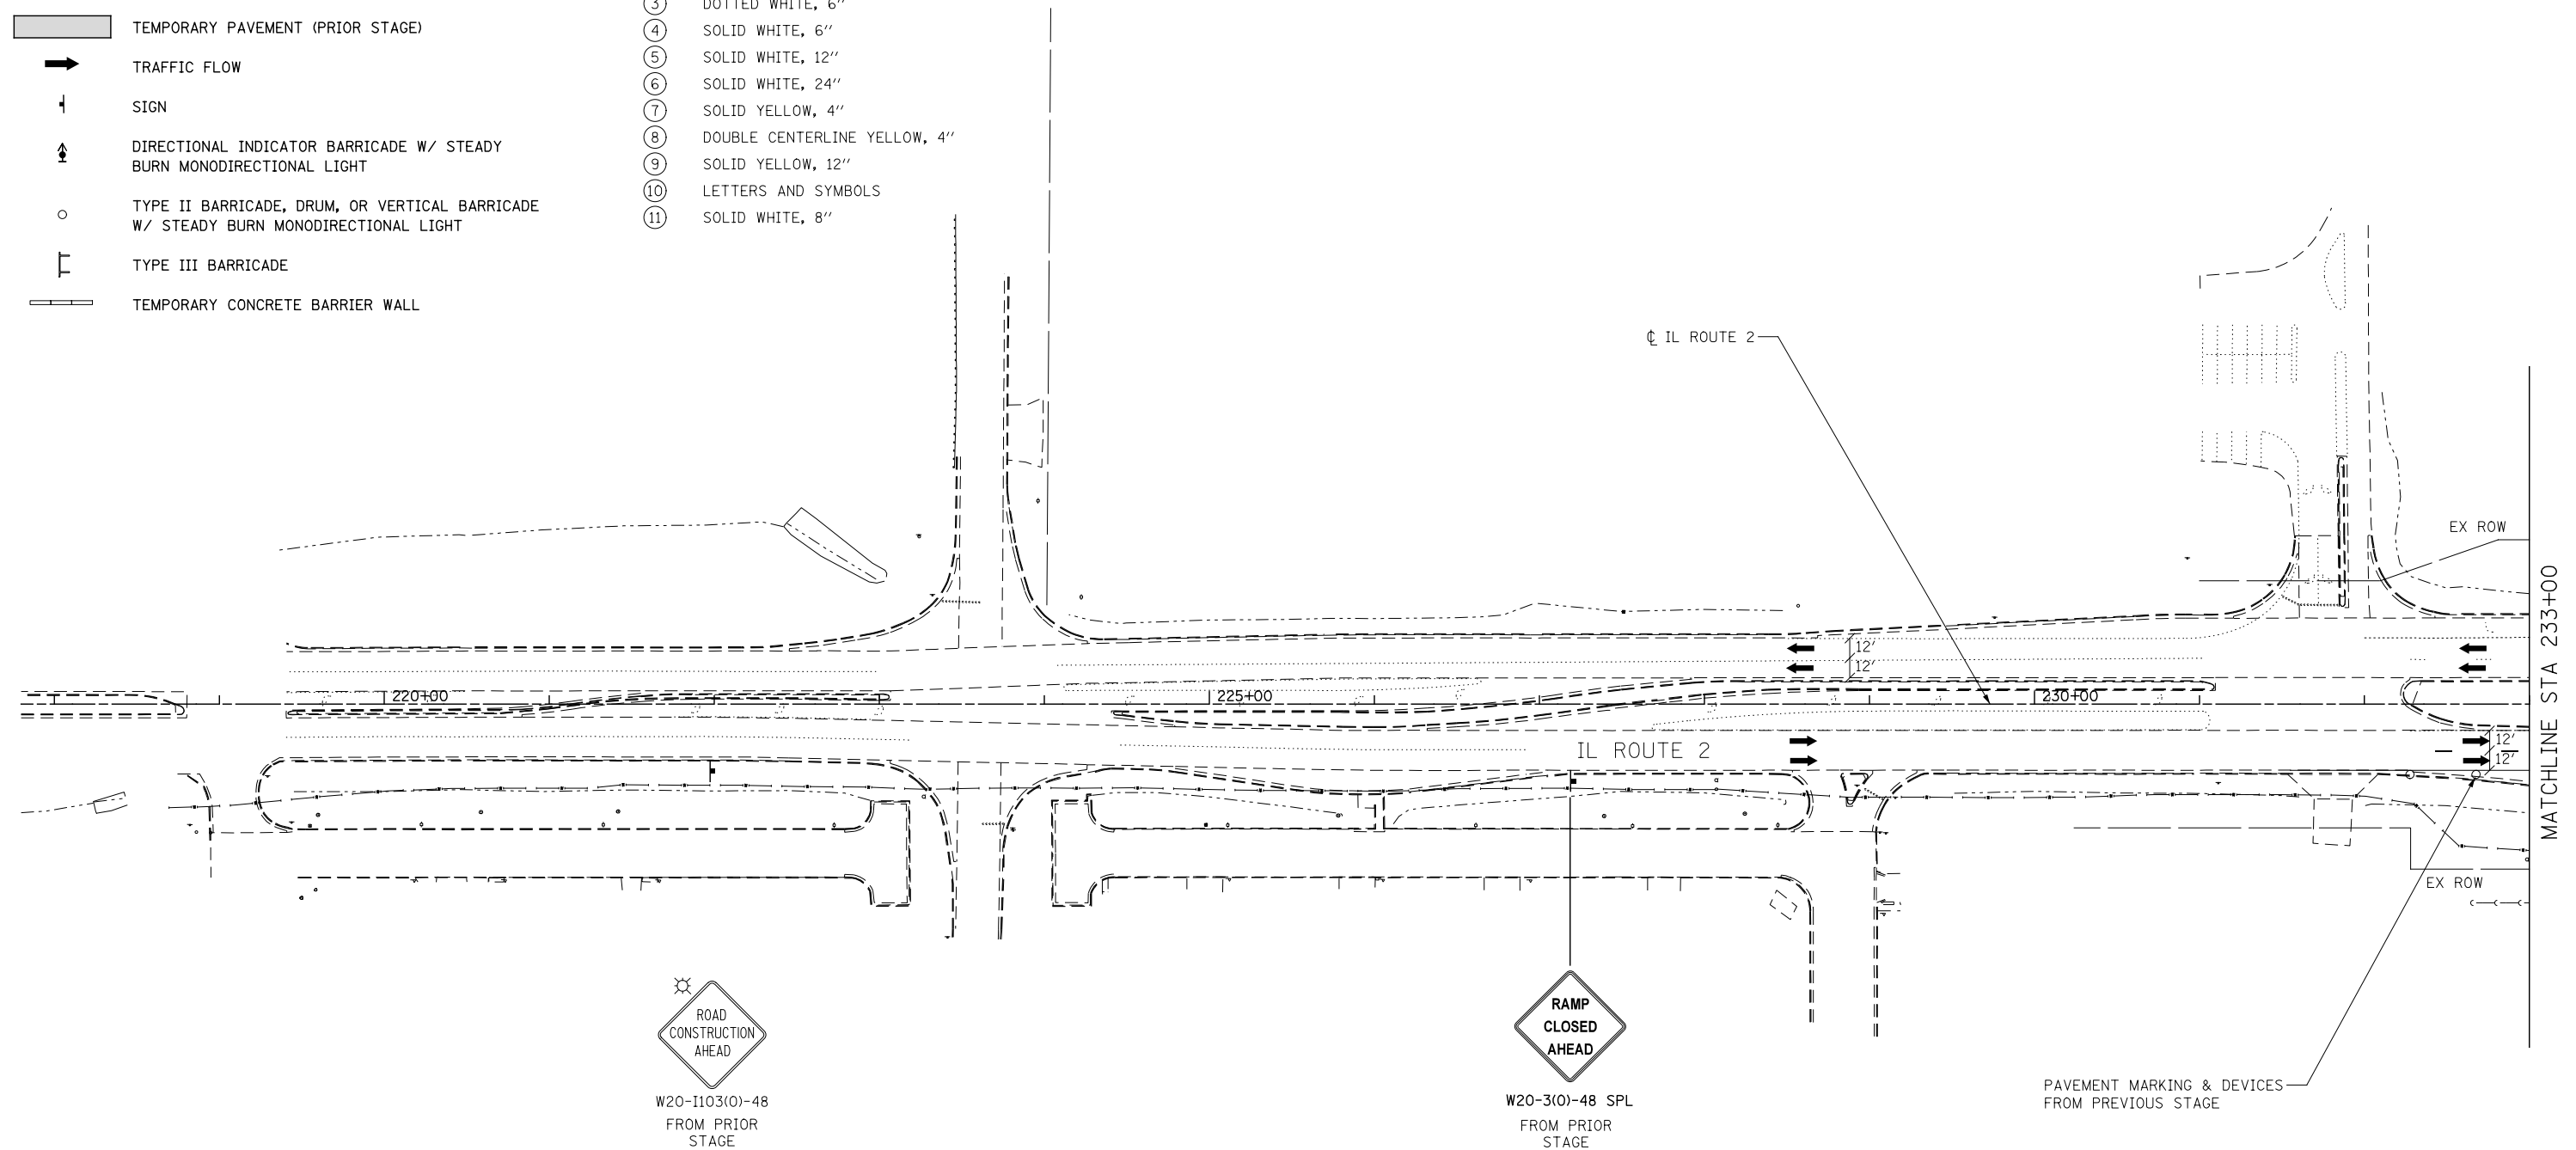 TEMPORARY PAVEMENT (PRIOR STAGE)
TRAFFIC FLOW
SIGN
DIRECTIONAL INDICATOR BARRICADE W/ STEADY
BURN MONODIRECTIONAL LIGHT
TYPE II BARRICADE, DRUM, OR VERTICAL BARRICADE
W/ STEADY BURN MONODIRECTIONAL LIGHT
TYPE III BARRICADE
TEMPORARY CONCRETE BARRIER WALL
3 DOTTED WHITE, 6"
4 SOLID WHITE, 6"
5 SOLID WHITE, 12"
6 SOLID WHITE, 24"
7 SOLID YELLOW, 4"
8 DOUBLE CENTERLINE YELLOW, 4"
9 SOLID YELLOW, 12"
10 LETTERS AND SYMBOLS
11 SOLID WHITE, 8"
℄ IL ROUTE 2
EX ROW
12'
12'
220+00
225+00
230+00
IL ROUTE 2
12'
12'
MATCHLINE STA 233+00
EX ROW
ROAD
CONSTRUCTION
AHEAD
W20-I103(O)-48
FROM PRIOR
STAGE
RAMP
CLOSED
AHEAD
W20-3(O)-48 SPL
FROM PRIOR
STAGE
PAVEMENT MARKING & DEVICES
FROM PREVIOUS STAGE